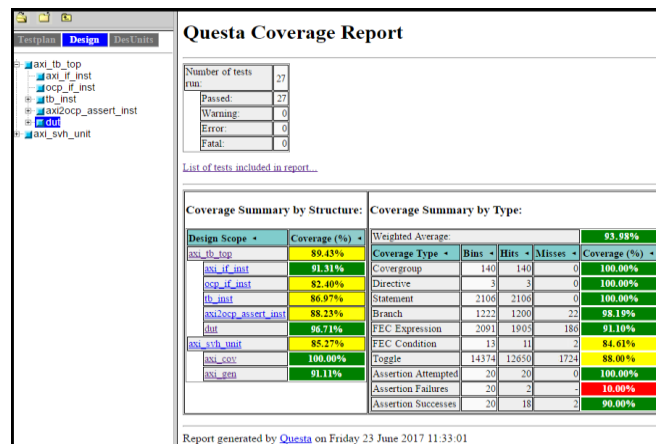 Testplan Design DesUnits
axi_tb_top
axi_if_inst
ocp_if_inst
tb_inst
axi2ocp_assert_inst
dut
axi_svh_unit
Questa Coverage Report
Number of tests run: 27
Passed: 27
Warning: 0
Error: 0
Fatal: 0
List of tests included in report...
Coverage Summary by Structure:
Design Scope Coverage (%)
axi_tb_top 89.43%
axi_if_inst 91.31%
ocp_if_inst 82.40%
tb_inst 86.97%
axi2ocp_assert_inst 88.23%
dut 96.71%
axi_svh_unit 85.27%
axi_cov 100.00%
axi_gen 91.11%
Coverage Summary by Type:
Weighted Average: 93.98%
Coverage Type Bins Hits Misses Coverage (%)
Covergroup 140 140 0 100.00%
Directive 3 3 0 100.00%
Statement 2106 2106 0 100.00%
Branch 1222 1200 22 98.19%
FEC Expression 2091 1905 186 91.10%
FEC Condition 13 11 2 84.61%
Toggle 14374 12650 1724 88.00%
Assertion Attempted 20 20 0 100.00%
Assertion Failures 20 2 - 10.00%
Assertion Successes 20 18 2 90.00%
Report generated by Questa on Friday 23 June 2017 11:33:01